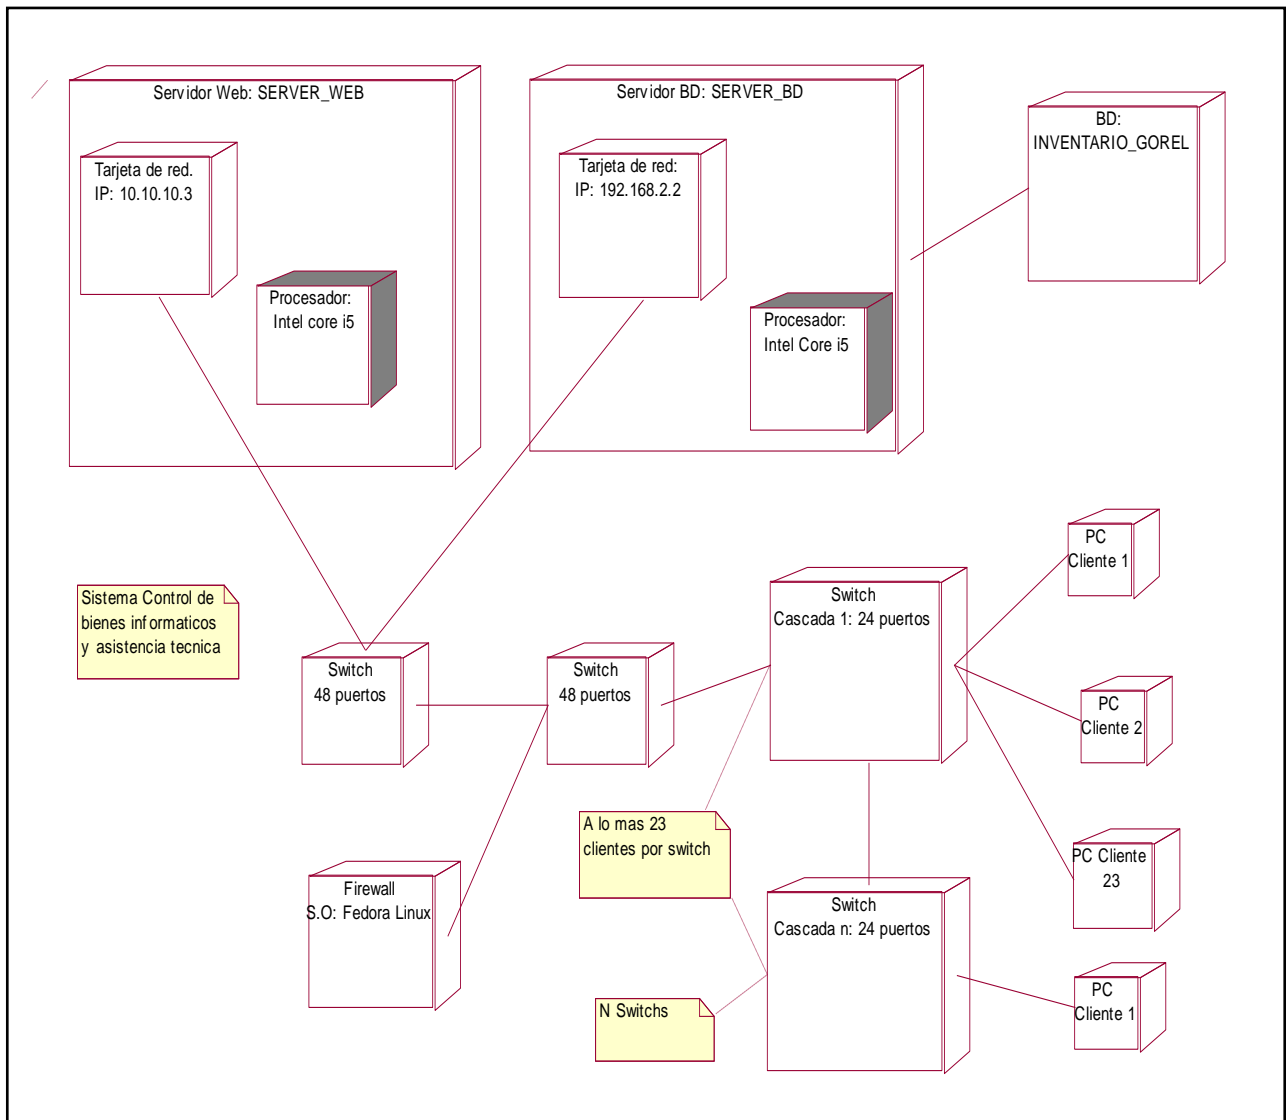 Servidor Web: SERVER_WEB
Tarjeta de red.
IP: 10.10.10.3
Procesador:
Intel core i5
Servidor BD: SERVER_BD
Tarjeta de red:
IP: 192.168.2.2
Procesador:
Intel Core i5
BD:
INVENTARIO_GOREL
Sistema Control de
bienes informaticos
y asistencia tecnica
Switch
48 puertos
Switch
48 puertos
Switch
Cascada 1: 24 puertos
PC
Cliente 1
PC
Cliente 2
PC Cliente
23
A lo mas 23
clientes por switch
Firewall
S.O: Fedora Linux
Switch
Cascada n: 24 puertos
N Switchs
PC
Cliente 1